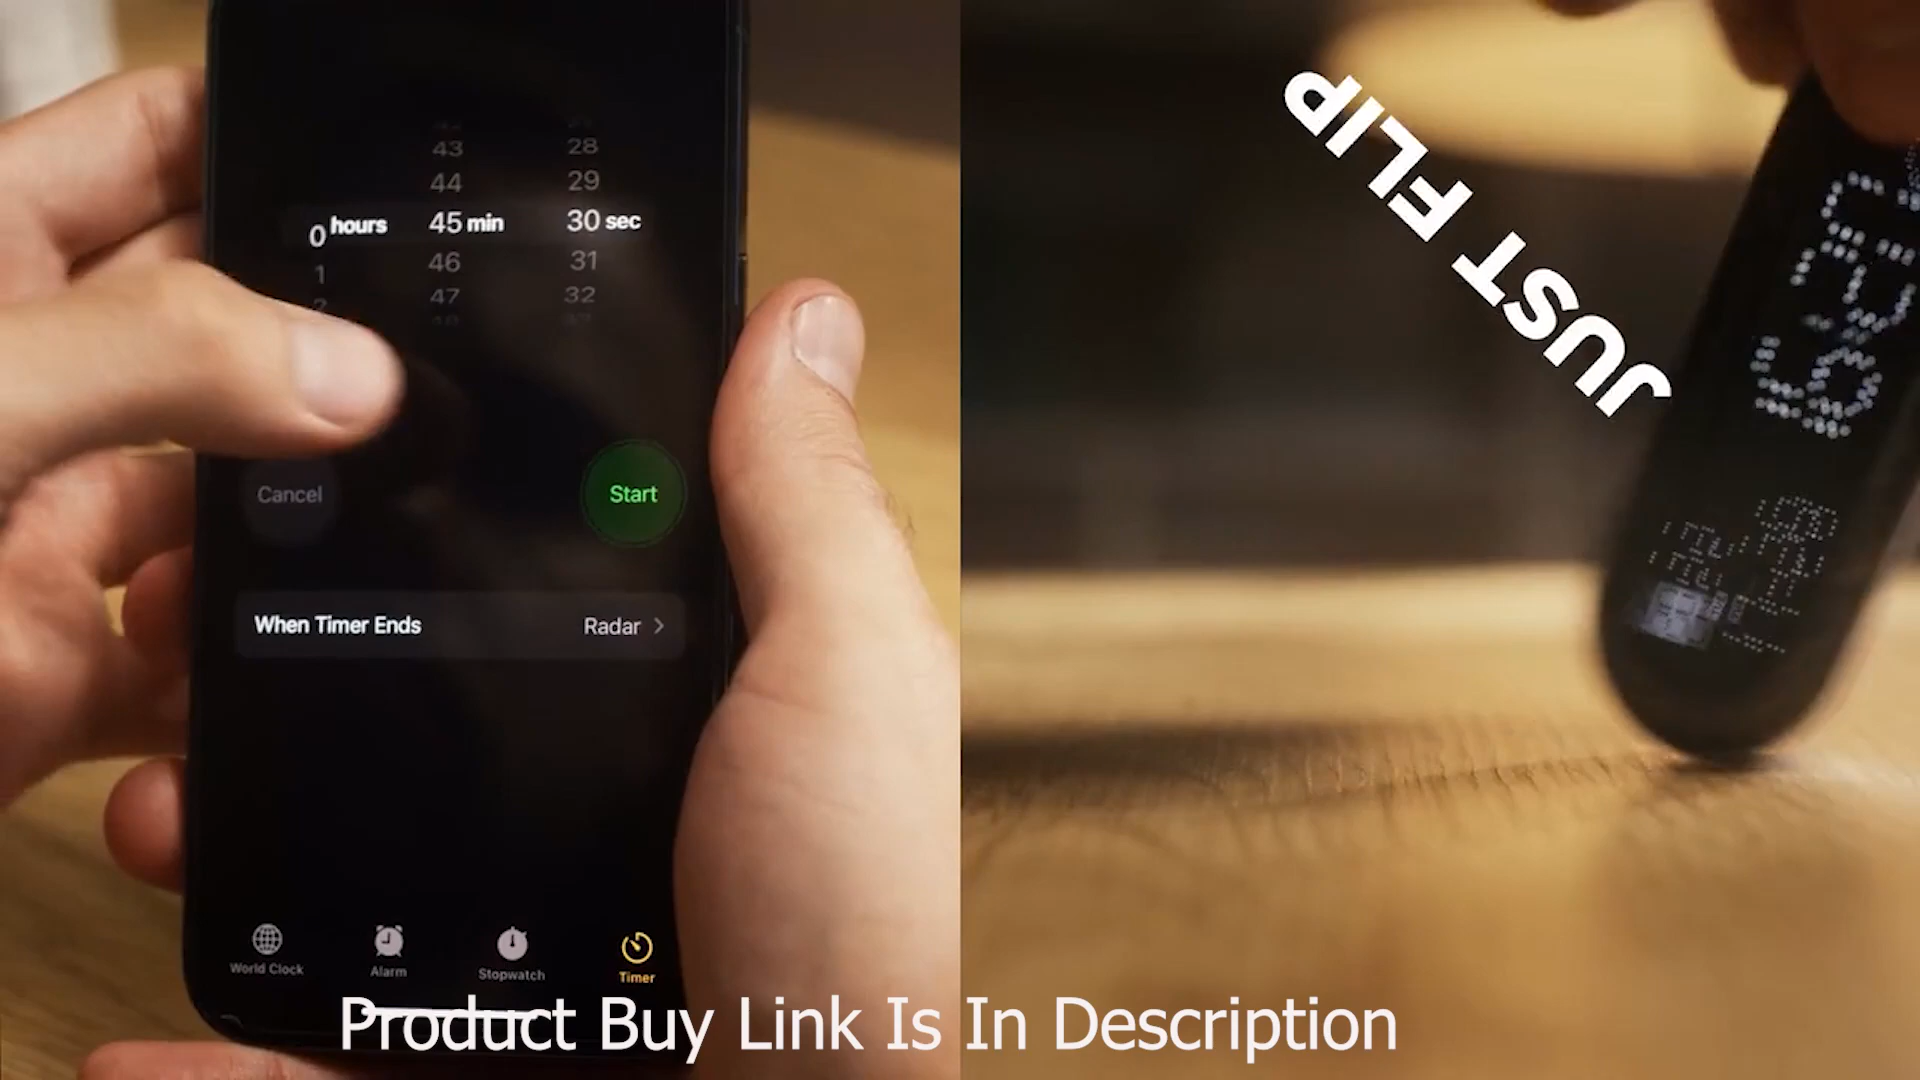 43 28
44 29
0 hours 45 min 30 sec
1 46 31
2 47 32
Cancel Start
When Timer Ends Radar
World Clock Alarm Stopwatch Timer
JUST FLIP
Product Buy Link Is In Description